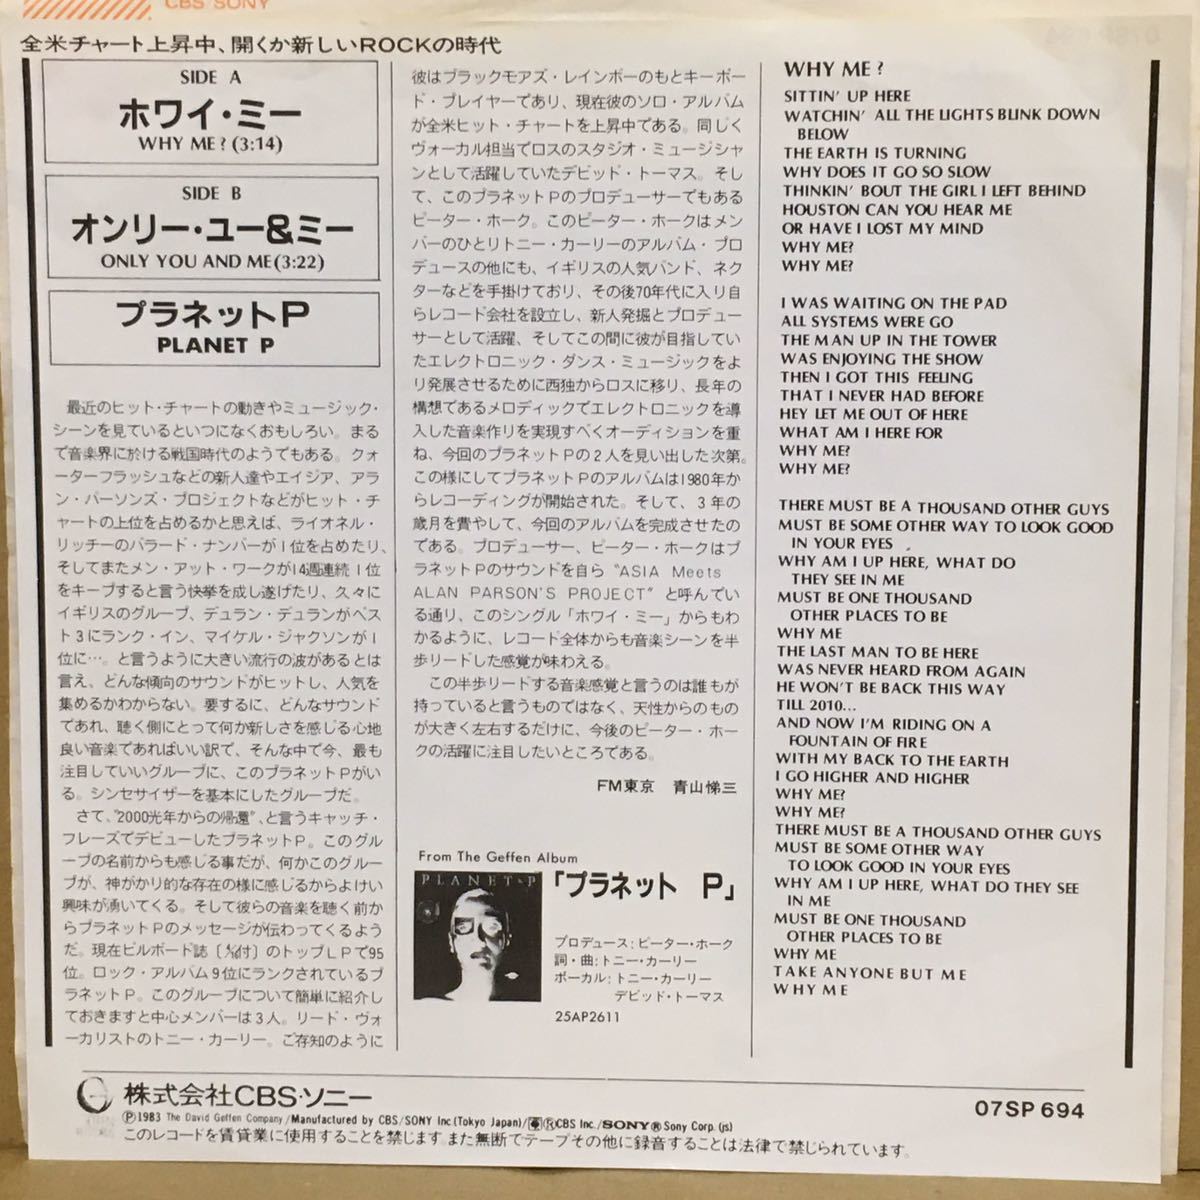 CBS SONY
全米チャート上昇中、開くか新しいROCKの時代
SIDE A
ホワイ・ミー
WHY ME? (3:14)
SIDE B
オンリー・ユー&ミー
ONLY YOU AND ME (3:22)
プラネットP
PLANET P
最近のヒット・チャートの動きやミュージック・
シーンを見ているといつになくおもしろい。まる
で音楽界に於ける戦国時代のようでもある。クォ
ーターフラッシュなどの新人達やエイジア、アラ
ン・パーソンズ・プロジェクトなどがヒット・チ
ャートの上位を占めるかと思えば、ライオネル・
リッチーのバラード・ナンバーが1位を占めたり、
そしてまたメン・アット・ワークが14週連続1位
をキープすると言う快挙を成し遂げたり、久々に
イギリスのグループ、デュラン・デュランがベス
ト3にランク・イン、マイケル・ジャクソンが1
位に…。と言うように大きい流行の波があるとは
言え、どんな傾向のサウンドがヒットし、人気を
集めるかわからない。要するに、どんなサウンド
であれ、聴く側にとって何か新しさを感じる心地
良い音楽であればいい訳で、そんな中で今、最も
注目していいグループに、このプラネットPがい
る。シンセサイザーを基本にしたグループだ。
さて、"2000光年からの帰還"、と言うキャッチ・
フレーズでデビューしたプラネットP。このグル
ープの名前からも感じる事だが、何かこのグルー
プが、神がかり的な存在の様に感じるからよけい
興味が湧いてくる。そして彼らの音楽を聴く前か
らプラネットPのメッセージが伝わってくるよう
だ。現在ビルボード誌〔付〕のトップLPで95
位。ロック・アルバム9位にランクされているプ
ラネットP。このグループについて簡単に紹介し
ておきますと中心メンバーは3人。リード・ヴォ
ーカリストのトニー・カーリー。ご存知のように
彼はブラックモアズ・レインボーのもとキーボー
ド・プレイヤーであり、現在彼のソロ・アルバム
が全米ヒット・チャートを上昇中である。同じく
ヴォーカル担当でロスのスタジオ・ミュージシャ
ンとして活躍していたデビッド・トーマス。そし
て、このプラネットPのプロデューサーでもある
ピーター・ホーク。このピーター・ホークはメン
バーのひとりトニー・カーリーのアルバム・プロ
デュースの他にも、イギリスの人気バンド、ネク
ターなどを手掛けており、その後70年代に入り自
らレコード会社を設立し、新人発掘とプロデュー
サーとして活躍、そしてこの間に彼が目指してい
たエレクトロニック・ダンス・ミュージックをよ
り発展させるために西独からロスに移り、長年の
構想であるメロディックでエレクトロニックを導
入した音楽作りを実現すべくオーディションを重
ね、今回のプラネットPの2人を見い出した次第。
この様にしてプラネットPのアルバムは1980年か
らレコーディングが開始された。そして、3年の
歳月を費やして、今回のアルバムを完成させたの
である。プロデューサー、ピーター・ホークはプ
ラネットPのサウンドを自ら"ASIA Meets
ALAN PARSON'S PROJECT"と呼んでい
る通り、このシングル「ホワイ・ミー」からもわ
かるように、レコード全体からも音楽シーンを半
歩リードした感覚が味わえる。
この半歩リードする音楽感覚と言うのは誰もが
持っていると言うものではなく、天性からのもの
が大きく左右するだけに、今後のピーター・ホー
クの活躍に注目したいところである。
FM東京 青山悌三
From The Geffen Album
PLANET P
「プラネット P」
プロデュース：ピーター・ホーク
詞・曲：トニー・カーリー
ボーカル：トニー・カーリー
デビッド・トーマス
25AP2611
WHY ME?
SITTIN' UP HERE
WATCHIN' ALL THE LIGHTS BLINK DOWN
BELOW
THE EARTH IS TURNING
WHY DOES IT GO SO SLOW
THINKIN' BOUT THE GIRL I LEFT BEHIND
HOUSTON CAN YOU HEAR ME
OR HAVE I LOST MY MIND
WHY ME?
WHY ME?
I WAS WAITING ON THE PAD
ALL SYSTEMS WERE GO
THE MAN UP IN THE TOWER
WAS ENJOYING THE SHOW
THEN I GOT THIS FEELING
THAT I NEVER HAD BEFORE
HEY LET ME OUT OF HERE
WHAT AM I HERE FOR
WHY ME?
WHY ME?
THERE MUST BE A THOUSAND OTHER GUYS
MUST BE SOME OTHER WAY TO LOOK GOOD
IN YOUR EYES
WHY AM I UP HERE, WHAT DO
THEY SEE IN ME
MUST BE ONE THOUSAND
OTHER PLACES TO BE
WHY ME
THE LAST MAN TO BE HERE
WAS NEVER HEARD FROM AGAIN
HE WON'T BE BACK THIS WAY
TILL 2010...
AND NOW I'M RIDING ON A
FOUNTAIN OF FIRE
WITH MY BACK TO THE EARTH
I GO HIGHER AND HIGHER
WHY ME?
WHY ME?
THERE MUST BE A THOUSAND OTHER GUYS
MUST BE SOME OTHER WAY
TO LOOK GOOD IN YOUR EYES
WHY AM I UP HERE, WHAT DO THEY SEE
IN ME
MUST BE ONE THOUSAND
OTHER PLACES TO BE
WHY ME
TAKE ANYONE BUT ME
WHY ME
株式会社CBS・ソニー
Ⓟ1983 The David Geffen Company/Manufactured by CBS/SONY Inc (Tokyo Japan)/ⓇCBS Inc./SONY® Sony Corp. (js)
07SP 694
このレコードを賃貸業に使用することを禁じます。また無断でテープその他に録音することは法律で禁じられています。